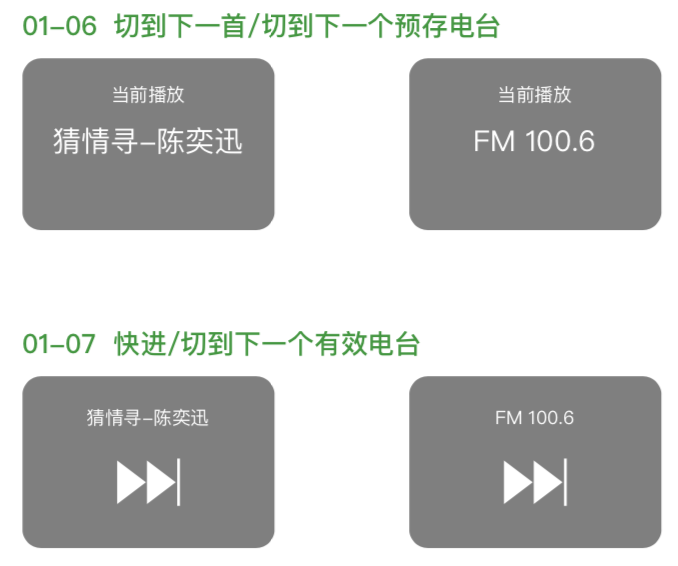 01-06 切到下一首/切到下一个预存电台
当前播放
猜情寻-陈奕迅
当前播放
FM 100.6
01-07 快进/切到下一个有效电台
猜情寻-陈奕迅
FM 100.6